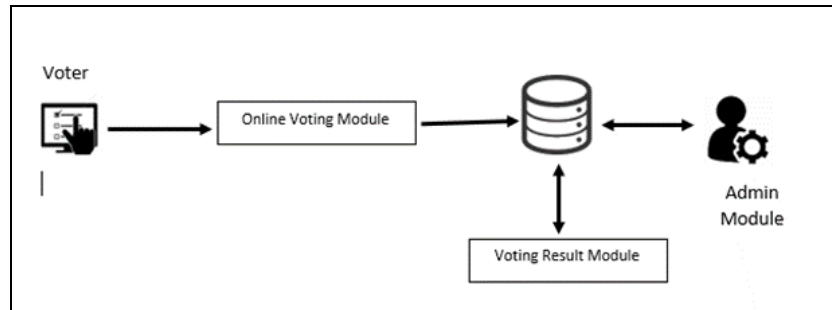 Voter
Online Voting Module
Admin
Module
Voting Result Module